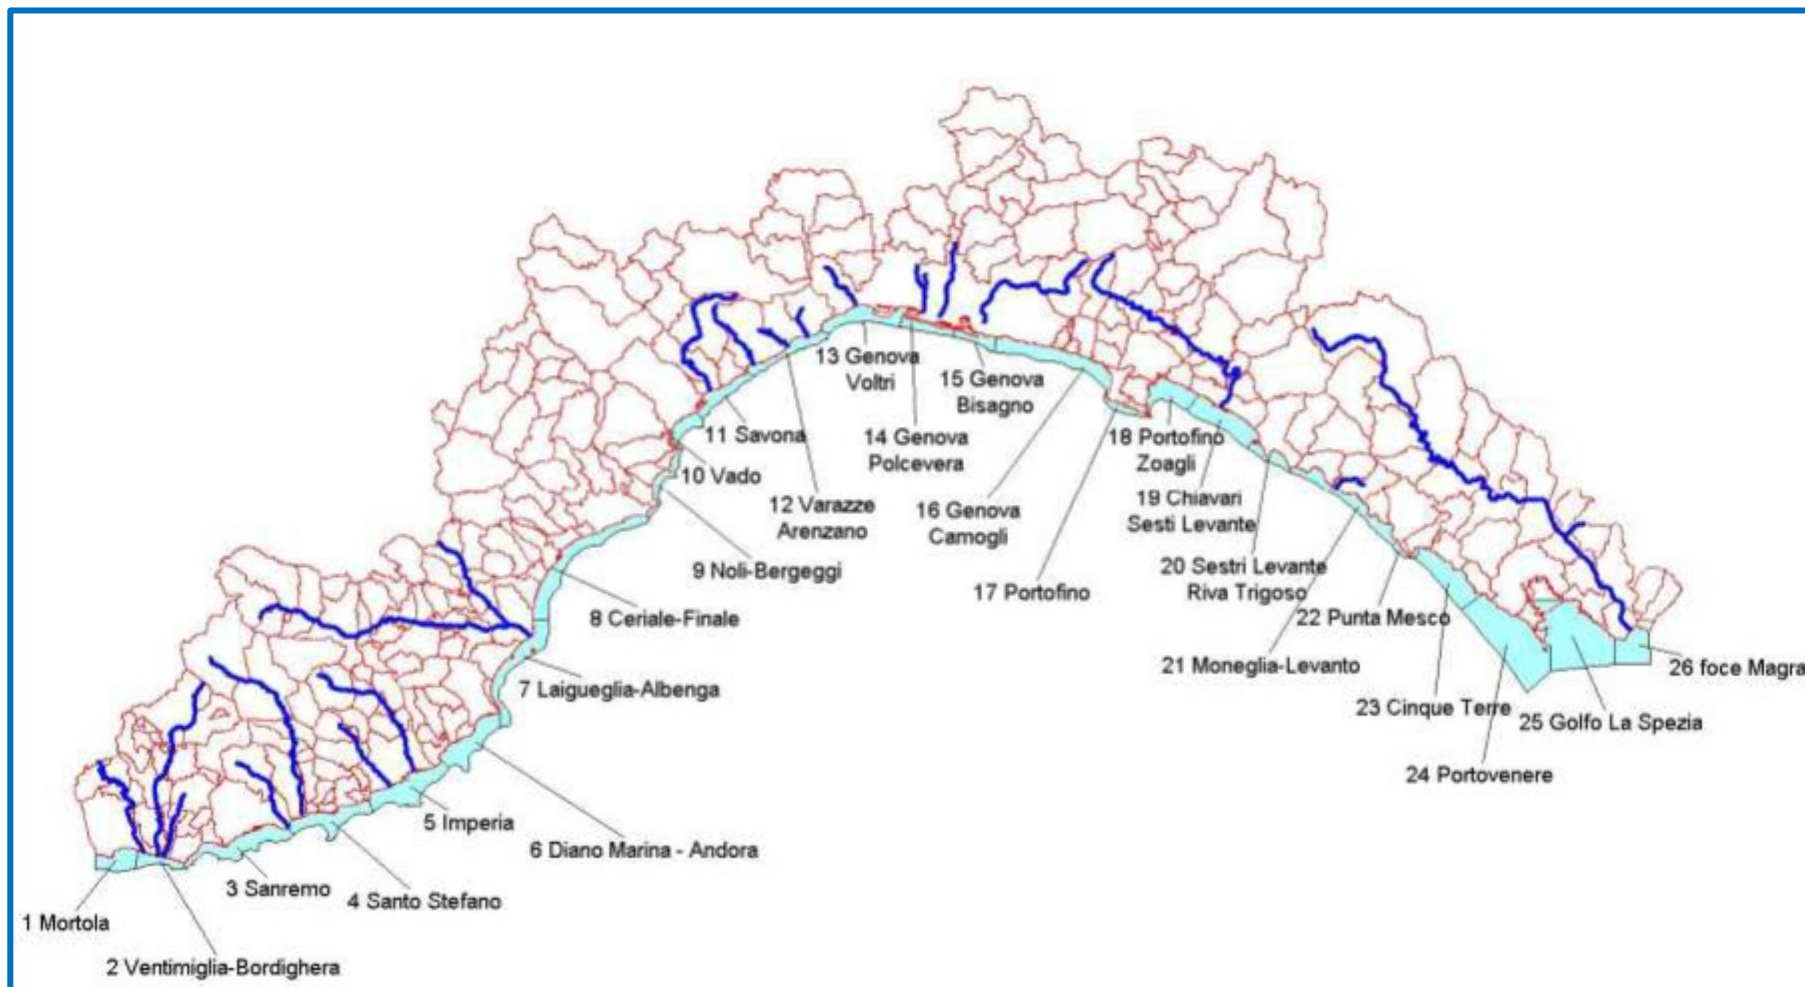 1 Mortola
2 Ventimiglia-Bordighera
3 Sanremo
4 Santo Stefano
5 Imperia
6 Diano Marina - Andora
7 Laigueglia-Albenga
8 Ceriale-Finale
9 Noli-Bergeggi
10 Vado
11 Savona
12 Varazze
Arenzano
13 Genova
Voltri
14 Genova
Polcevera
15 Genova
Bisagno
16 Genova
Camogli
17 Portofino
18 Portofino
Zoagli
19 Chiavari
Sesti Levante
20 Sestri Levante
Riva Trigoso
21 Moneglia-Levanto
22 Punta Mesco
23 Cinque Terre
24 Portovenere
25 Golfo La Spezia
26 foce Magra